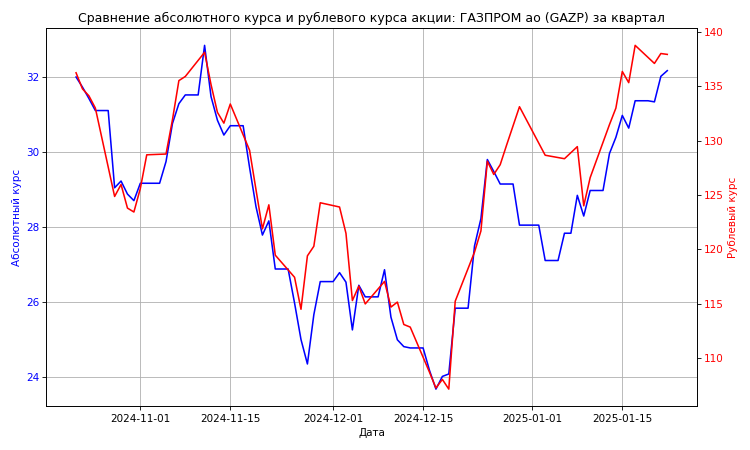 Сравнение абсолютного курса и рублевого курса акции: ГАЗПРОМ ао (GAZP) за квартал
Абсолютный курс
32
30
28
26
24
140
135
130
125
120
115
110
Рублевый курс
2024-11-01 2024-11-15 2024-12-01 2024-12-15 2025-01-01 2025-01-15
Дата